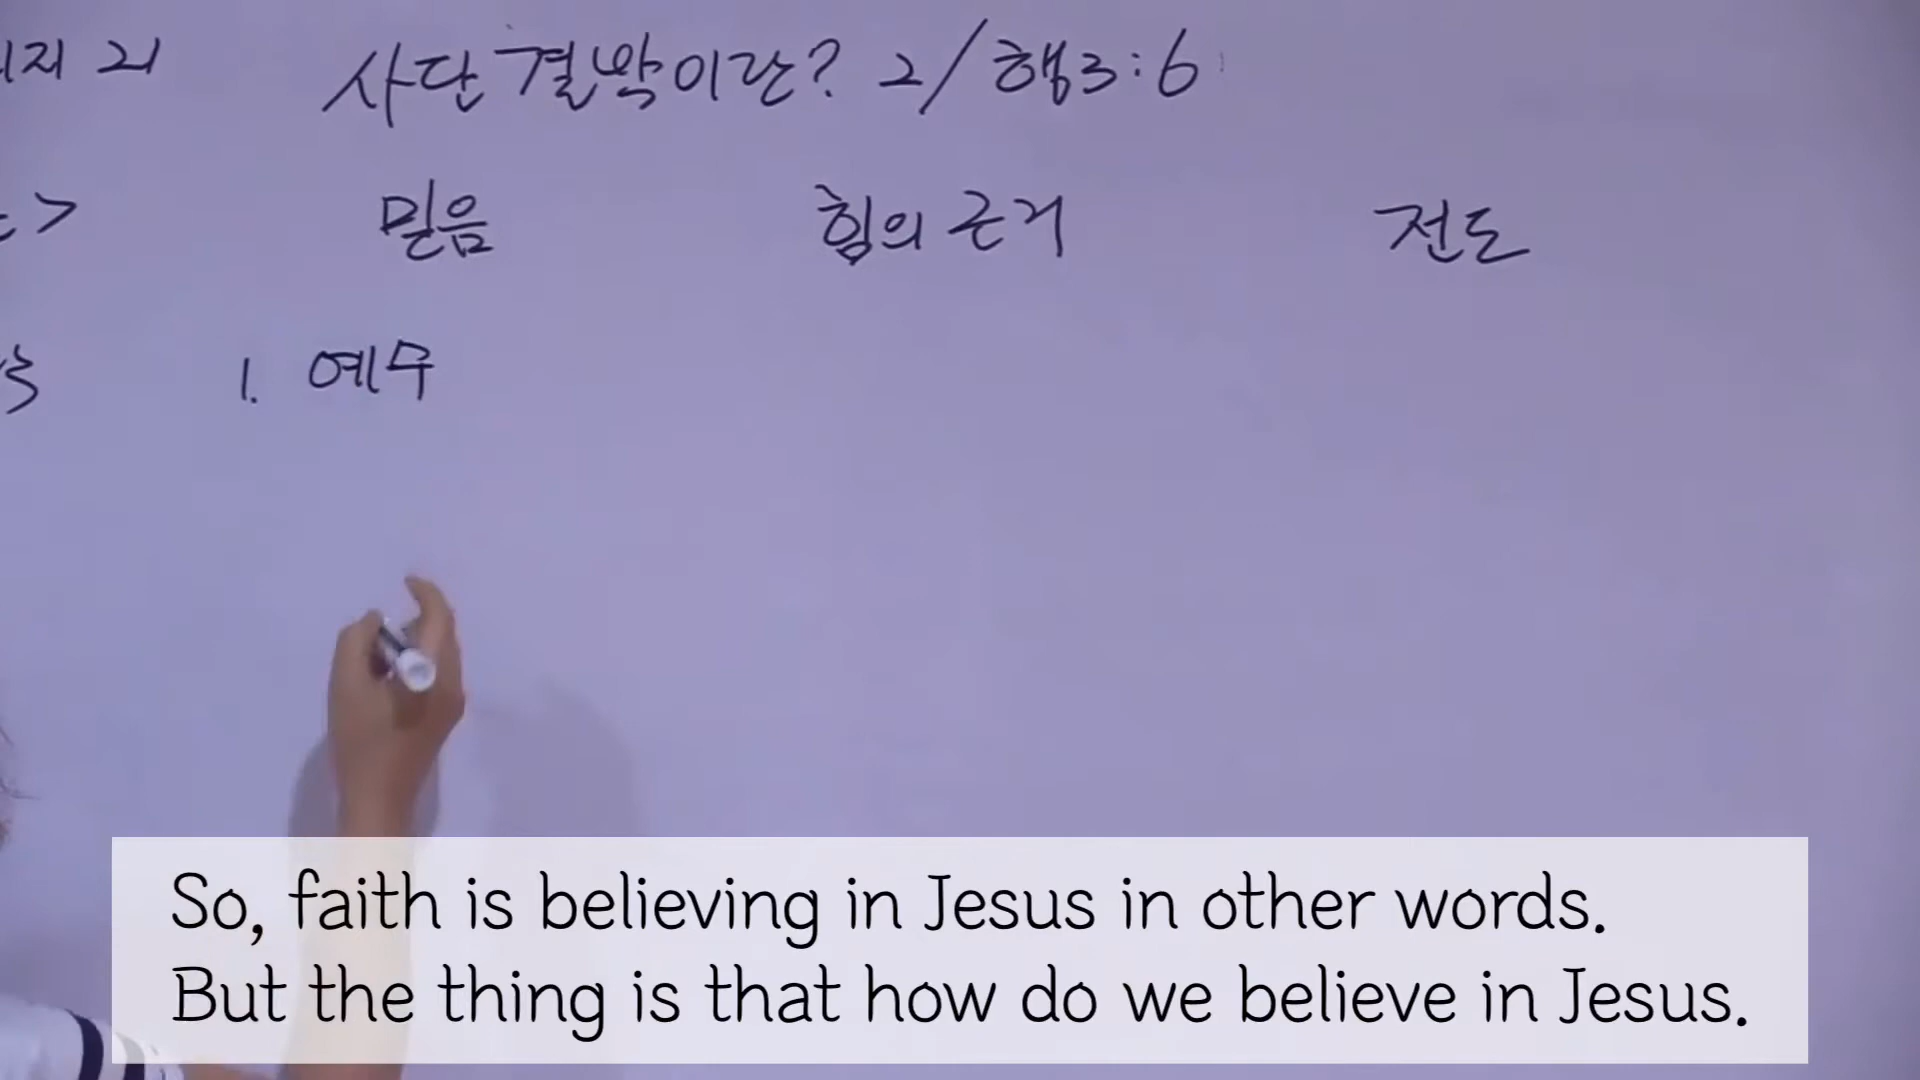 지 21 사단결박이란? 2/행3:6
> 믿음 힘의 근거 전도
1. 예수
So, faith is believing in Jesus in other words.
But the thing is that how do we believe in Jesus.